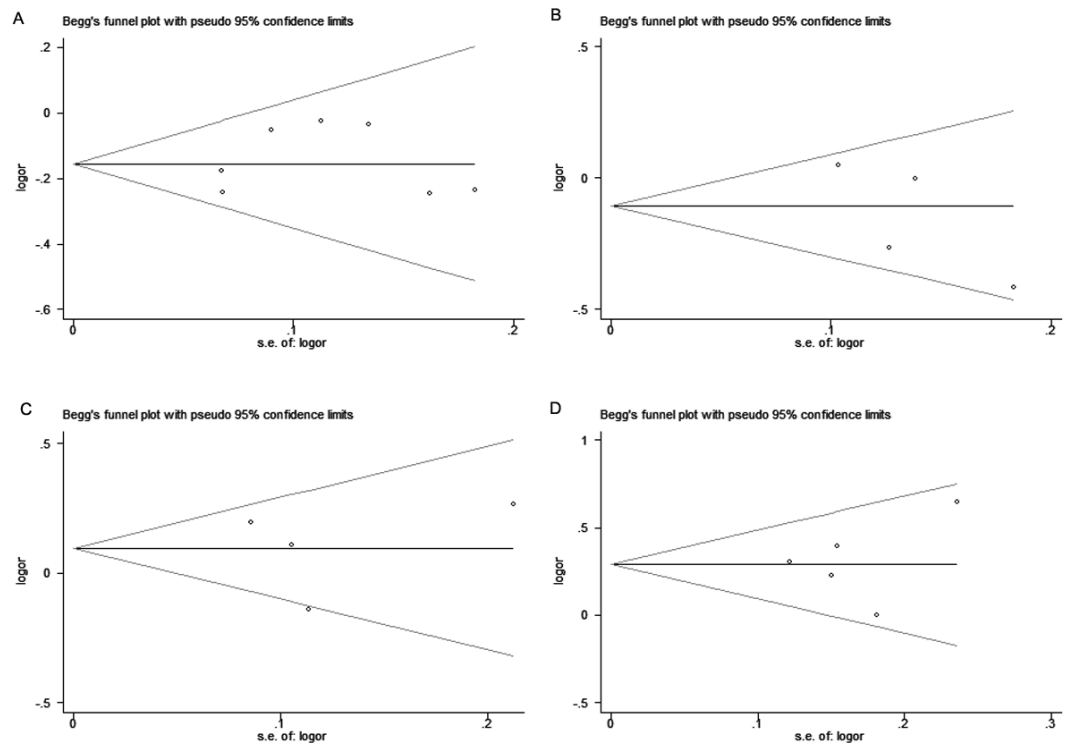 A
Begg's funnel plot with pseudo 95% confidence limits
.2
0
-.2
-.4
-.6
logor
0
.1
.2
s.e. of: logor
B
Begg's funnel plot with pseudo 95% confidence limits
.5
0
-.5
logor
0
.1
.2
s.e. of: logor
C
Begg's funnel plot with pseudo 95% confidence limits
.5
0
-.5
logor
0
.1
.2
s.e. of: logor
D
Begg's funnel plot with pseudo 95% confidence limits
1
.5
0
-.5
logor
0
.1
.2
.3
s.e. of: logor